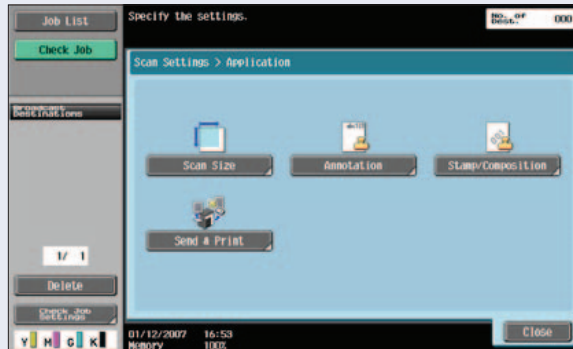 Job List
Specify the settings.
No. of
Dest.
000
Check Job
Scan Settings > Application
Broadcast
Destinations
Scan Size
Annotation
Stamp/Composition
Send & Print
1/ 1
Delete
Check Job
Settings
Close
01/12/2007 16:53
Memory 100%
Y M C K